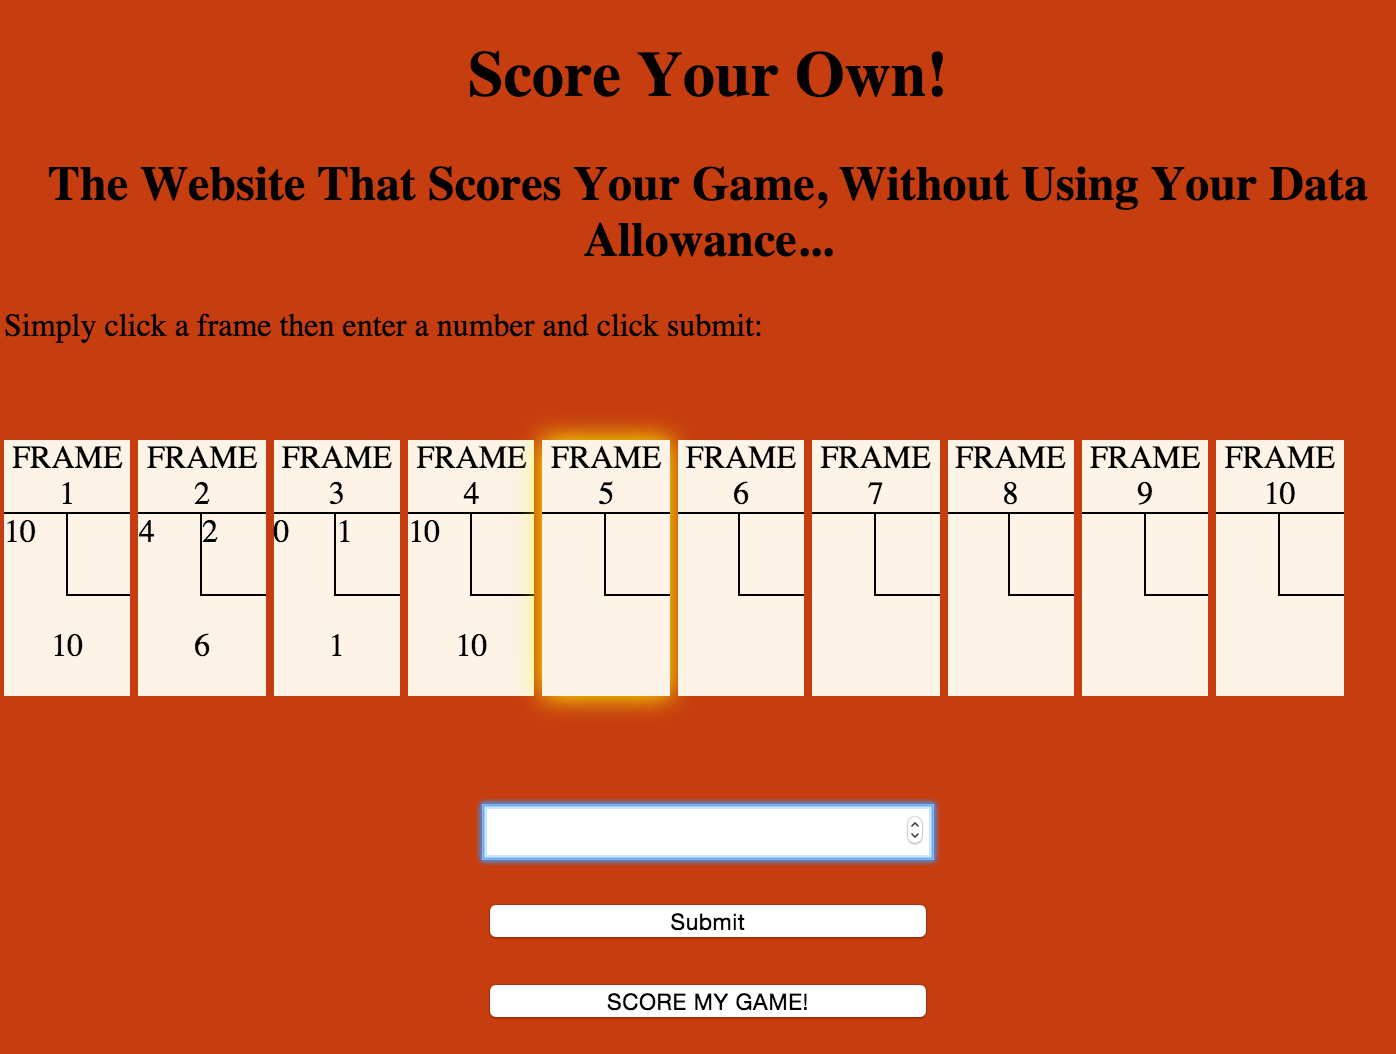 Score Your Own!
The Website That Scores Your Game, Without Using Your Data
Allowance...
Simply click a frame then enter a number and click submit:
FRAME FRAME FRAME FRAME FRAME FRAME FRAME FRAME FRAME FRAME
1 2 3 4 5 6 7 8 9 10
10 4 2 0 1 10
10 6 1 10
Submit
SCORE MY GAME!